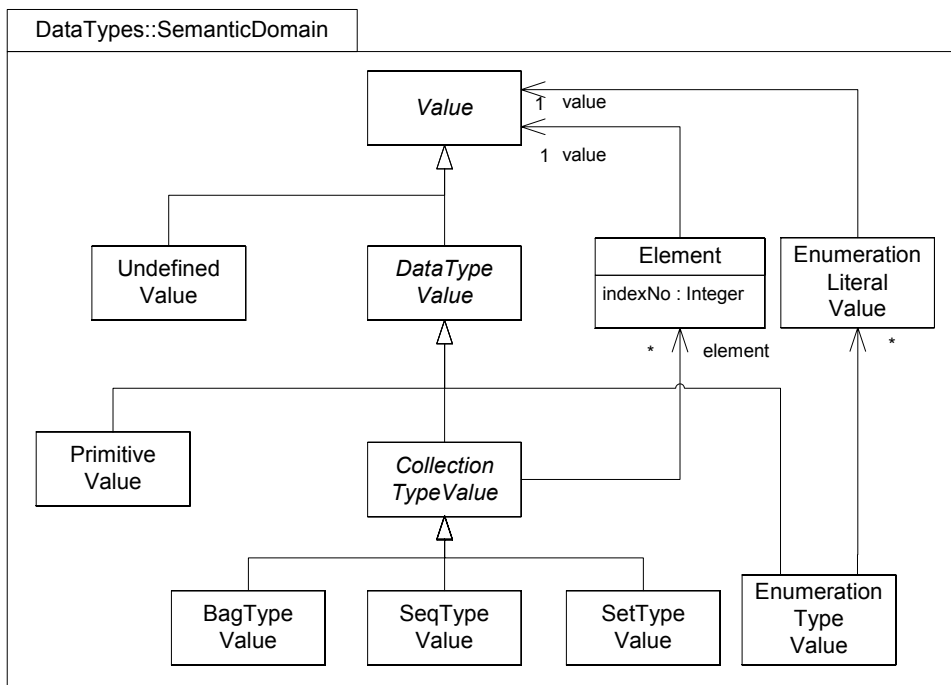 DataTypes::SemanticDomain
Value
1 value
1 value
Undefined
Value
DataType
Value
Element
indexNo : Integer
Enumeration
Literal
Value
* element
*
Primitive
Value
Collection
TypeValue
BagType
Value
SeqType
Value
SetType
Value
Enumeration
Type
Value